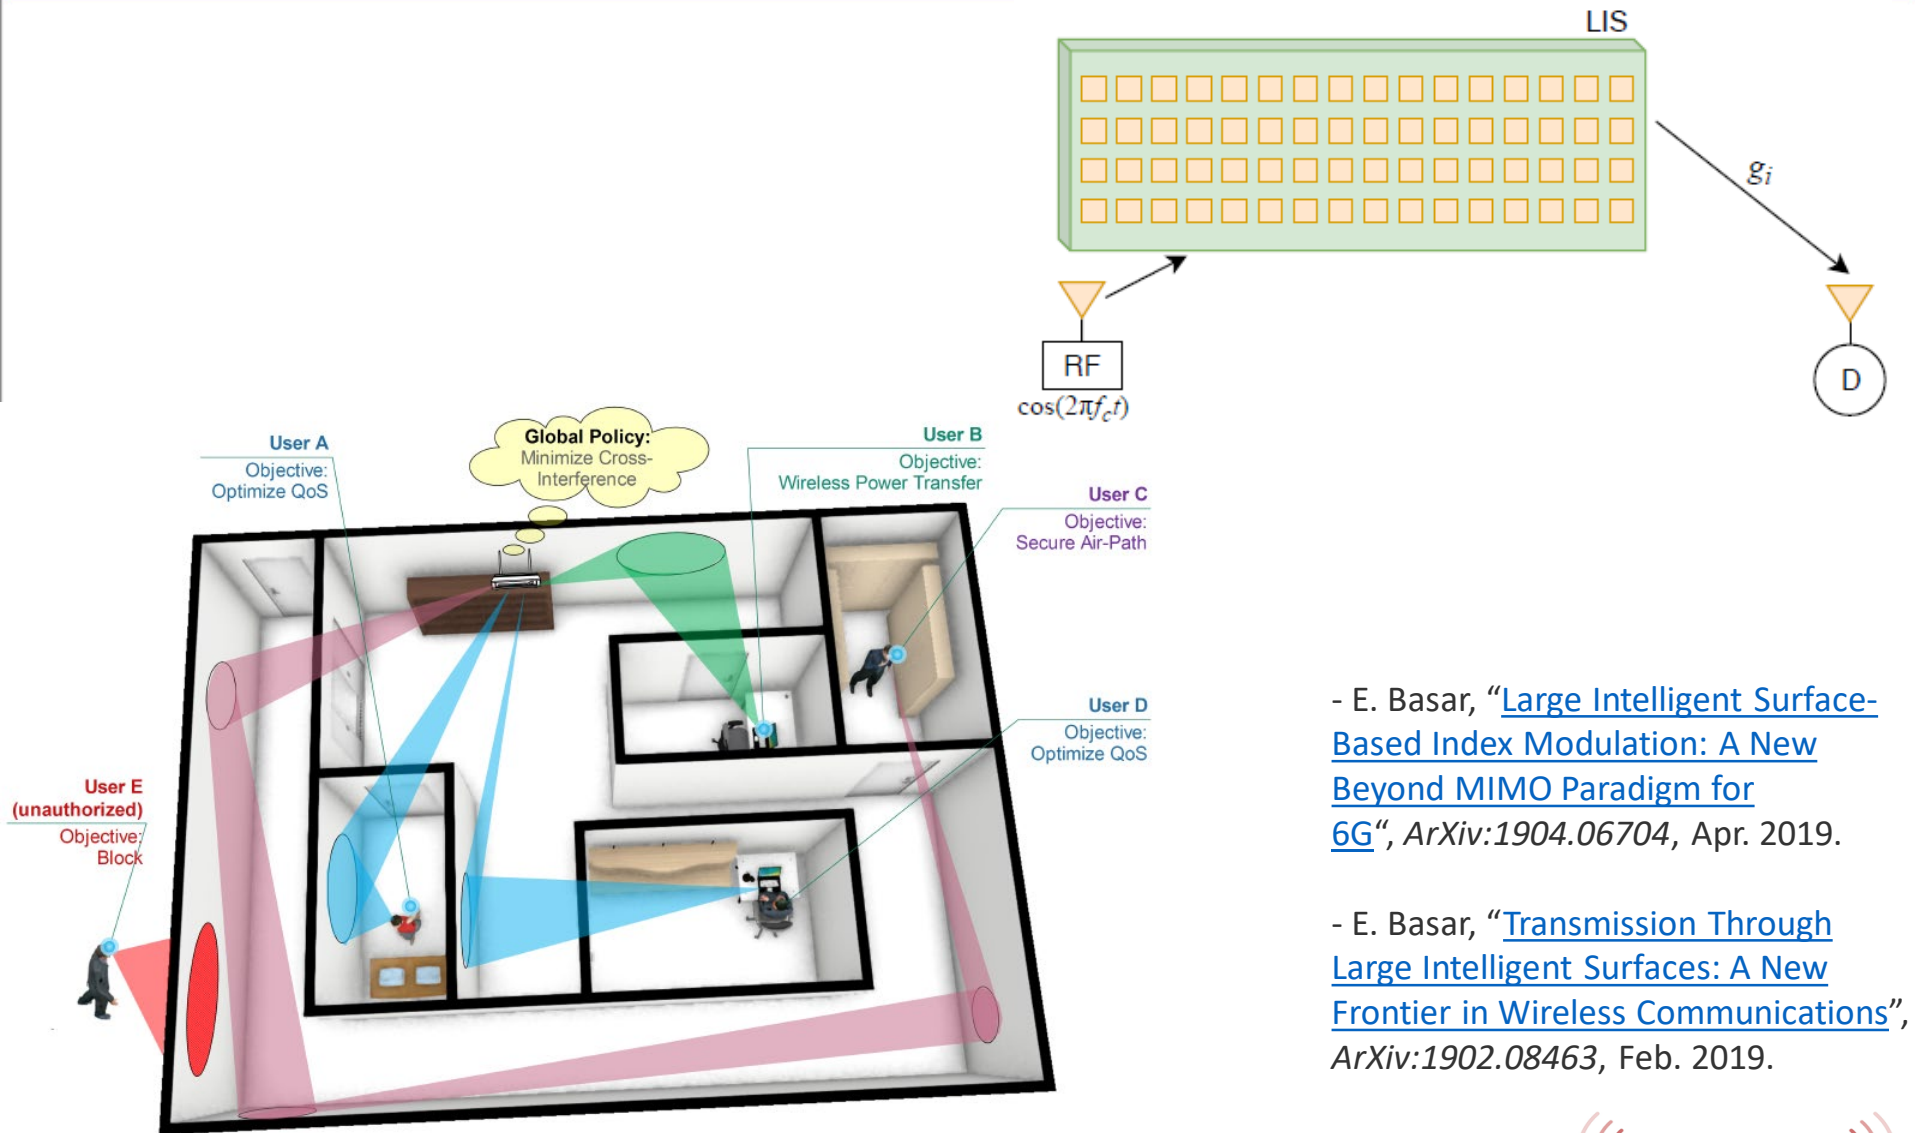 LIS
g_i
RF
cos(2πf_ct)
D
Global Policy:
Minimize Cross-
Interference
User A
Objective:
Optimize QoS
User B
Objective:
Wireless Power Transfer
User C
Objective:
Secure Air-Path
User D
Objective:
Optimize QoS
User E
(unauthorized)
Objective:
Block
- E. Basar, “Large Intelligent Surface-
Based Index Modulation: A New
Beyond MIMO Paradigm for
6G“, ArXiv:1904.06704, Apr. 2019.
- E. Basar, “Transmission Through
Large Intelligent Surfaces: A New
Frontier in Wireless Communications”,
ArXiv:1902.08463, Feb. 2019.